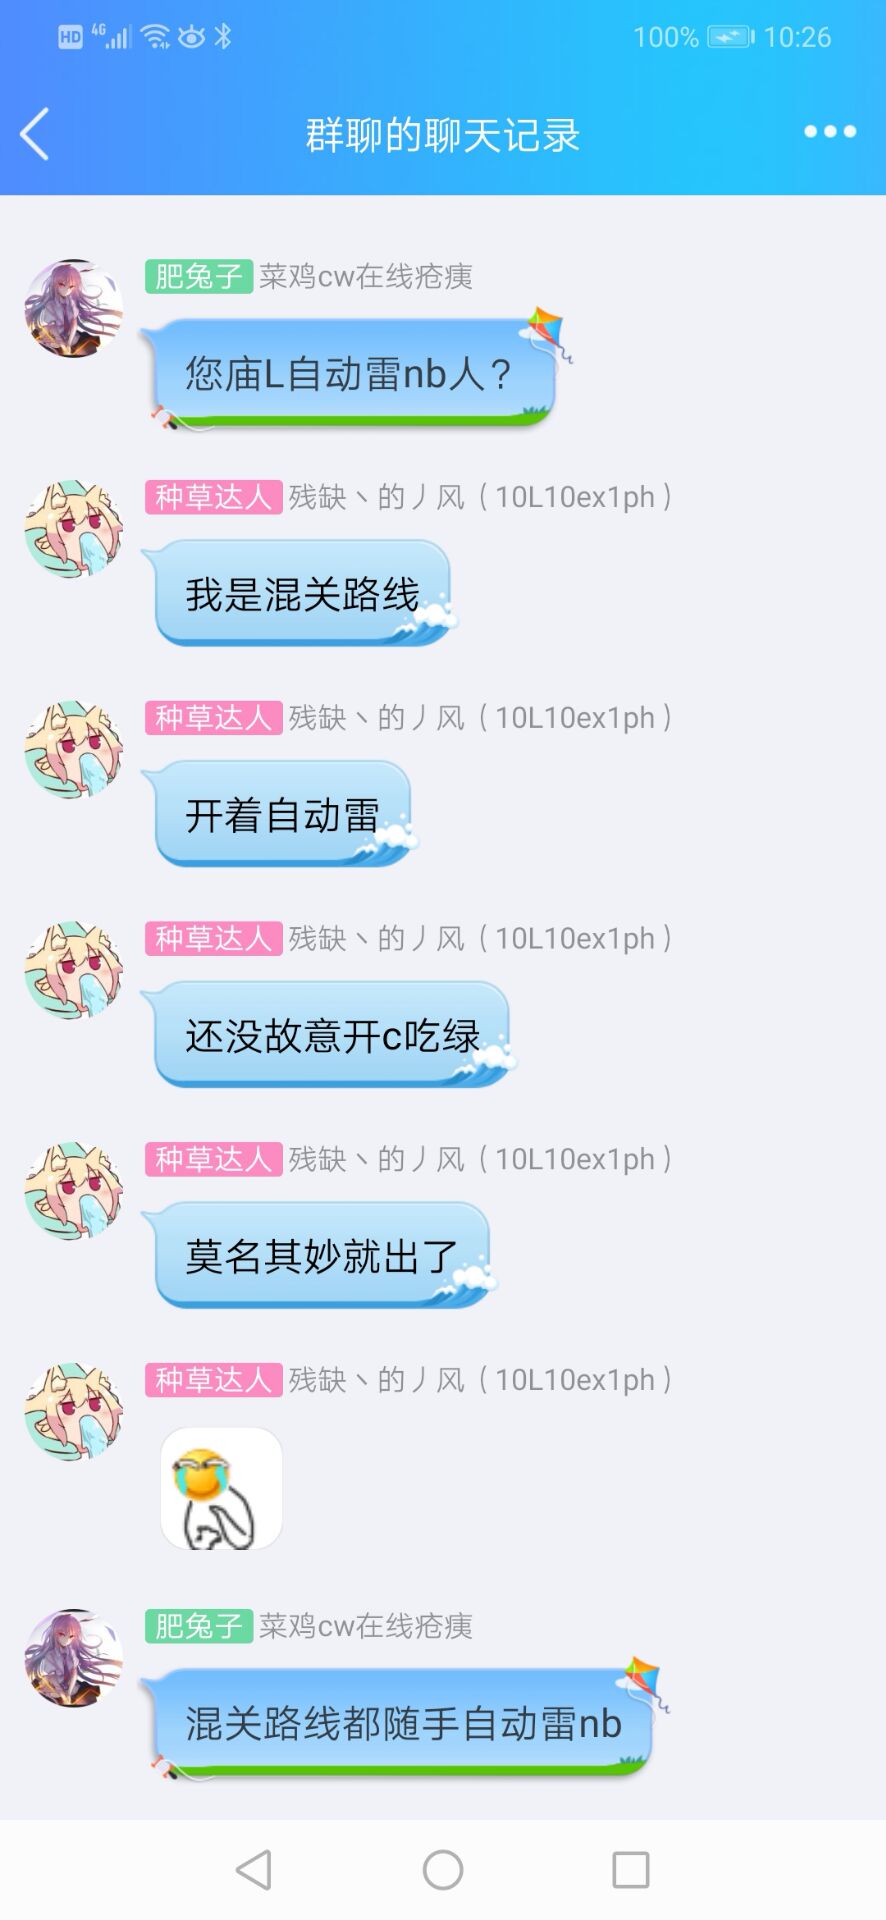 HD 4G 100% 10:26
群聊的聊天记录
肥兔子 菜鸡cw在线疮痍
您庙L自动雷nb人？
种草达人 残缺丶的丿风（10L10ex1ph）
我是混关路线
种草达人 残缺丶的丿风（10L10ex1ph）
开着自动雷
种草达人 残缺丶的丿风（10L10ex1ph）
还没故意开c吃绿
种草达人 残缺丶的丿风（10L10ex1ph）
莫名其妙就出了
种草达人 残缺丶的丿风（10L10ex1ph）
肥兔子 菜鸡cw在线疮痍
混关路线都随手自动雷nb